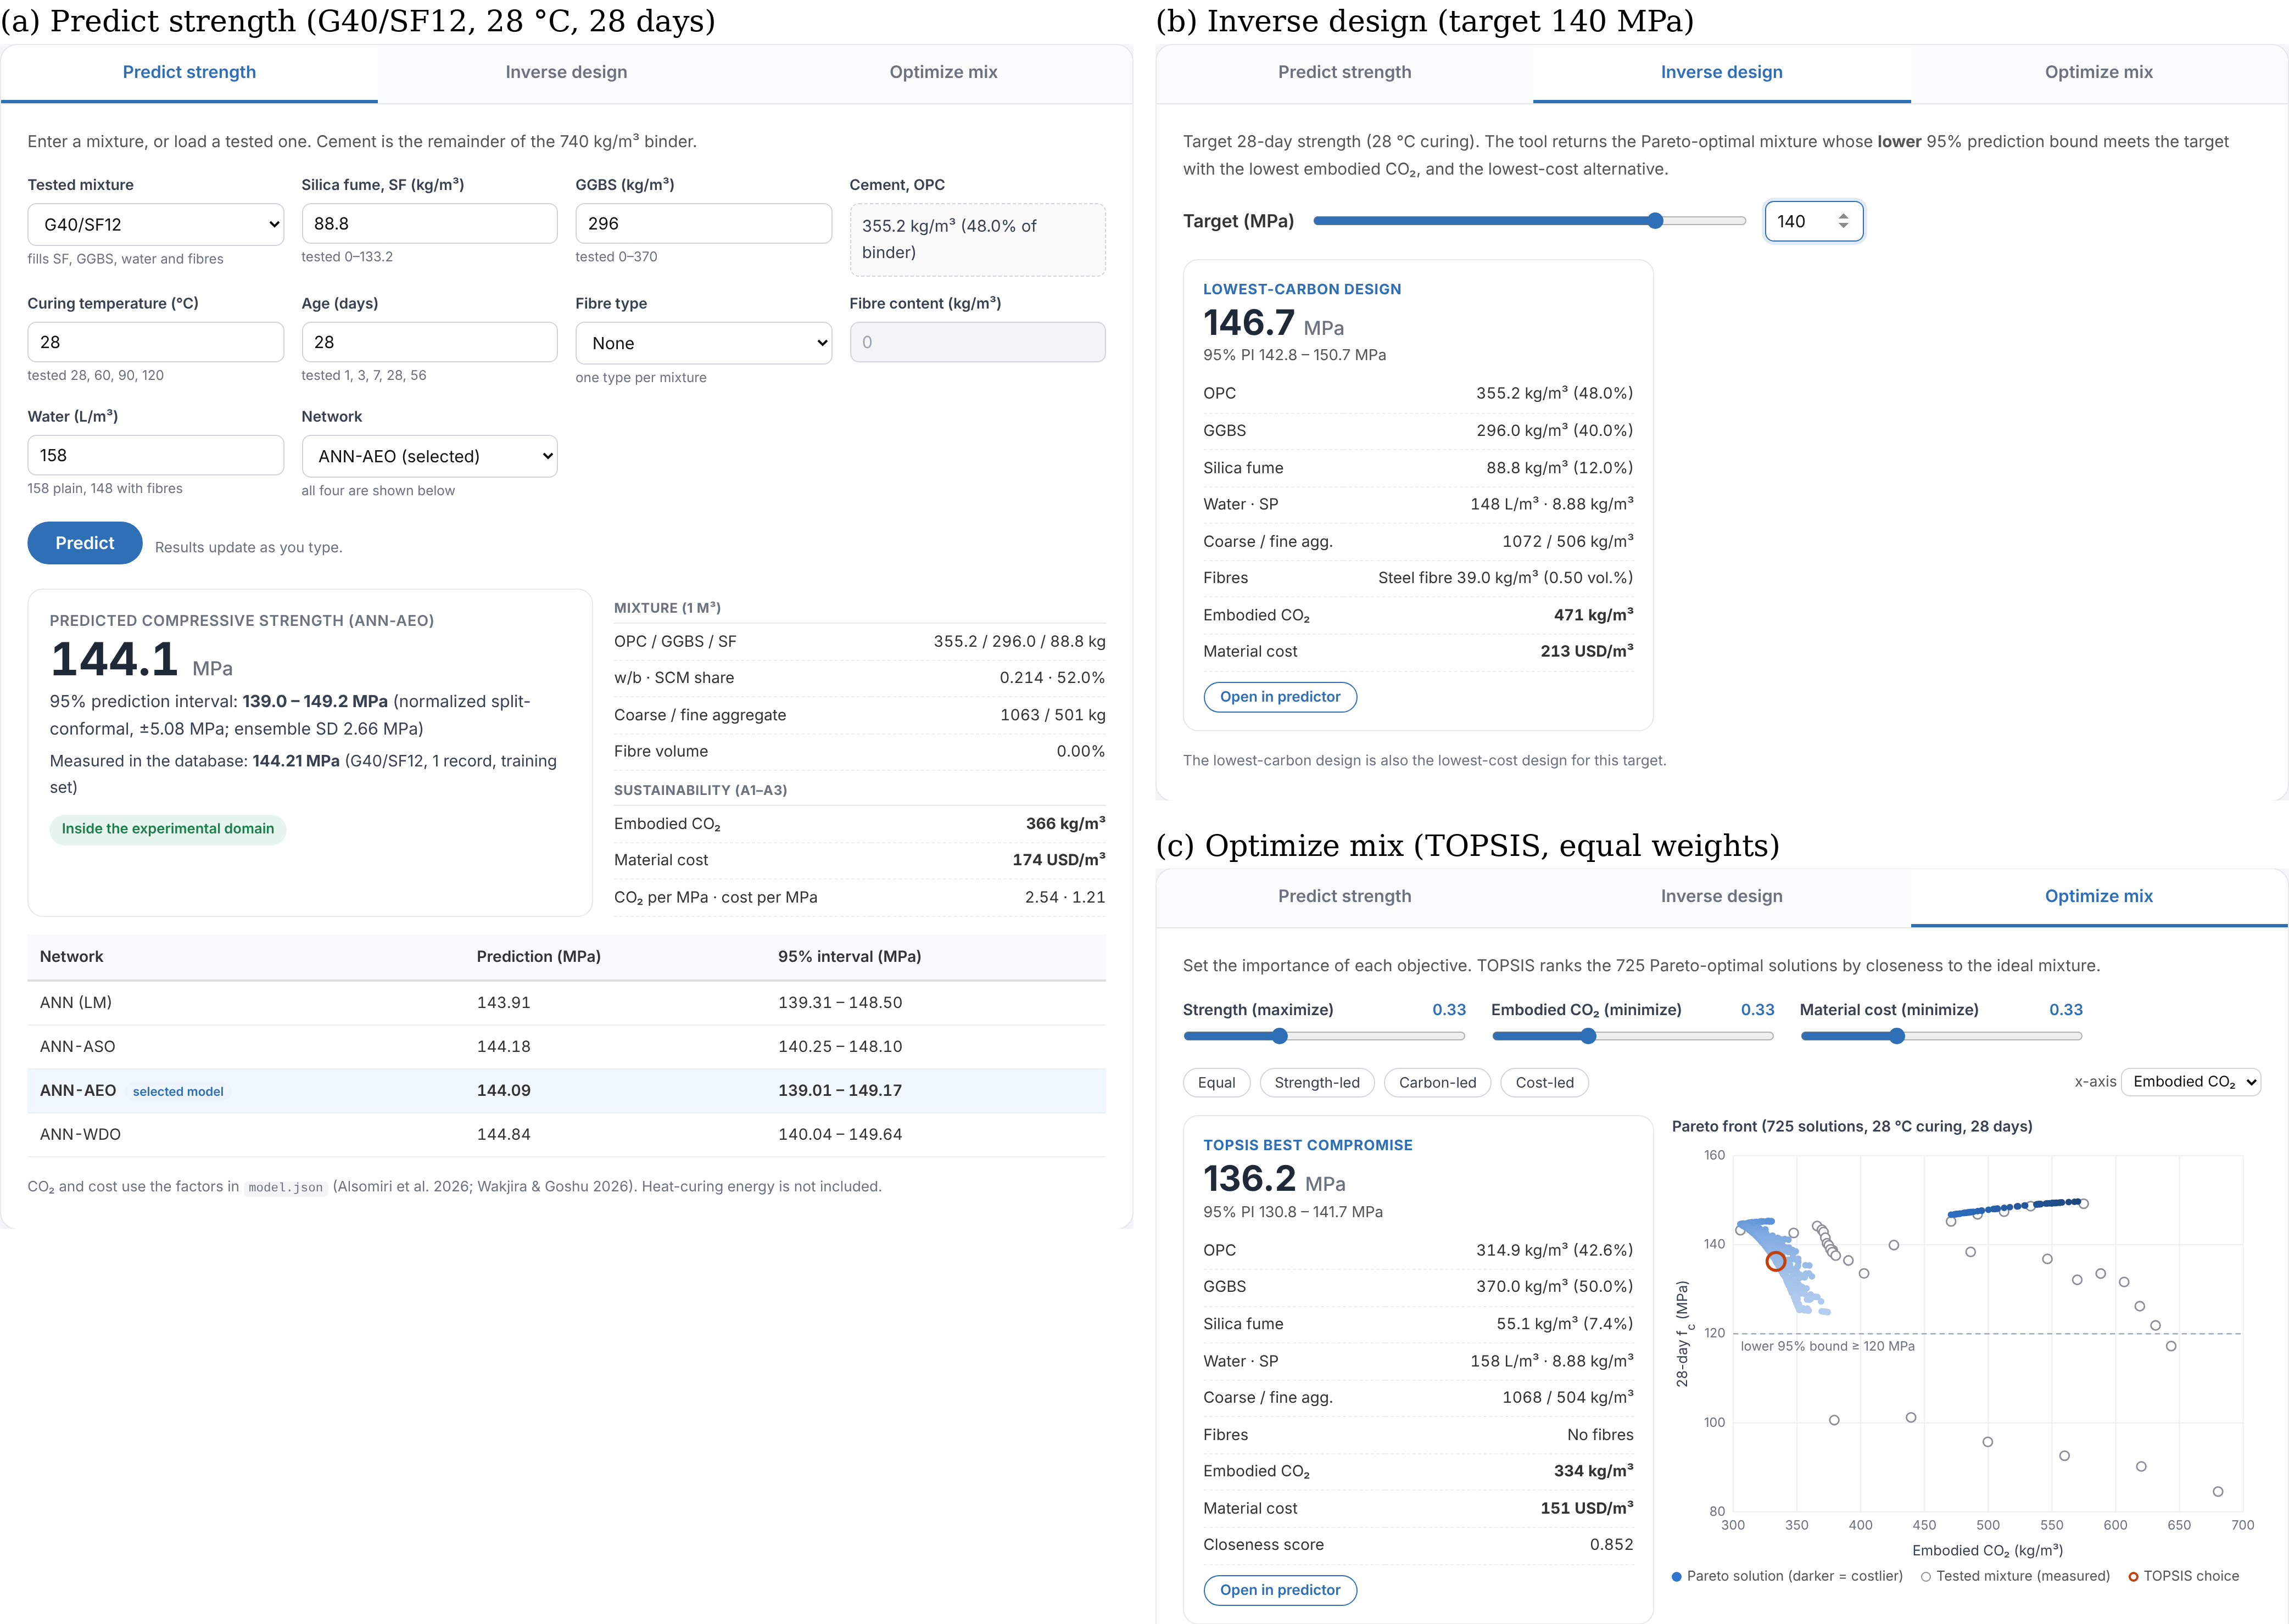 (a) Predict strength (G40/SF12, 28 °C, 28 days)
Predict strength
Inverse design
Optimize mix
Enter a mixture, or load a tested one. Cement is the remainder of the 740 kg/m³ binder.
Tested mixture
Silica fume, SF (kg/m³)
GGBS (kg/m³)
Cement, OPC
G40/SF12
88.8
296
355.2 kg/m³ (48.0% of
binder)
fills SF, GGBS, water and fibres
tested 0–133.2
tested 0–370
Curing temperature (°C)
Age (days)
Fibre type
Fibre content (kg/m³)
28
28
None
0
tested 28, 60, 90, 120
tested 1, 3, 7, 28, 56
one type per mixture
Water (L/m³)
Network
158
ANN-AEO (selected)
158 plain, 148 with fibres
all four are shown below
Predict
Results update as you type.
PREDICTED COMPRESSIVE STRENGTH (ANN-AEO)
144.1 MPa
95% prediction interval: 139.0 – 149.2 MPa (normalized split-
conformal, ±5.08 MPa; ensemble SD 2.66 MPa)
Measured in the database: 144.21 MPa (G40/SF12, 1 record, training
set)
Inside the experimental domain
MIXTURE (1 M³)
OPC / GGBS / SF 355.2 / 296.0 / 88.8 kg
w/b · SCM share 0.214 · 52.0%
Coarse / fine aggregate 1063 / 501 kg
Fibre volume 0.00%
SUSTAINABILITY (A1–A3)
Embodied CO₂ 366 kg/m³
Material cost 174 USD/m³
CO₂ per MPa · cost per MPa 2.54 · 1.21
Network Prediction (MPa) 95% interval (MPa)
ANN (LM) 143.91 139.31 – 148.50
ANN-ASO 144.18 140.25 – 148.10
ANN-AEO selected model 144.09 139.01 – 149.17
ANN-WDO 144.84 140.04 – 149.64
CO₂ and cost use the factors in model.json (Alsomiri et al. 2026; Wakjira & Goshu 2026). Heat-curing energy is not included.
(b) Inverse design (target 140 MPa)
Predict strength
Inverse design
Optimize mix
Target 28-day strength (28 °C curing). The tool returns the Pareto-optimal mixture whose lower 95% prediction bound meets the target
with the lowest embodied CO₂, and the lowest-cost alternative.
Target (MPa)
140
LOWEST-CARBON DESIGN
146.7 MPa
95% PI 142.8 – 150.7 MPa
OPC 355.2 kg/m³ (48.0%)
GGBS 296.0 kg/m³ (40.0%)
Silica fume 88.8 kg/m³ (12.0%)
Water · SP 148 L/m³ · 8.88 kg/m³
Coarse / fine agg. 1072 / 506 kg/m³
Fibres Steel fibre 39.0 kg/m³ (0.50 vol.%)
Embodied CO₂ 471 kg/m³
Material cost 213 USD/m³
Open in predictor
The lowest-carbon design is also the lowest-cost design for this target.
(c) Optimize mix (TOPSIS, equal weights)
Predict strength
Inverse design
Optimize mix
Set the importance of each objective. TOPSIS ranks the 725 Pareto-optimal solutions by closeness to the ideal mixture.
Strength (maximize) 0.33
Embodied CO₂ (minimize) 0.33
Material cost (minimize) 0.33
Equal
Strength-led
Carbon-led
Cost-led
x-axis
Embodied CO₂
TOPSIS BEST COMPROMISE
136.2 MPa
95% PI 130.8 – 141.7 MPa
OPC 314.9 kg/m³ (42.6%)
GGBS 370.0 kg/m³ (50.0%)
Silica fume 55.1 kg/m³ (7.4%)
Water · SP 158 L/m³ · 8.88 kg/m³
Coarse / fine agg. 1068 / 504 kg/m³
Fibres No fibres
Embodied CO₂ 334 kg/m³
Material cost 151 USD/m³
Closeness score 0.852
Open in predictor
Pareto front (725 solutions, 28 °C curing, 28 days)
160
140
120
100
80
28-day f c (MPa)
lower 95% bound ≥ 120 MPa
300 350 400 450 500 550 600 650 700
Embodied CO₂ (kg/m³)
Pareto solution (darker = costlier)
Tested mixture (measured)
TOPSIS choice